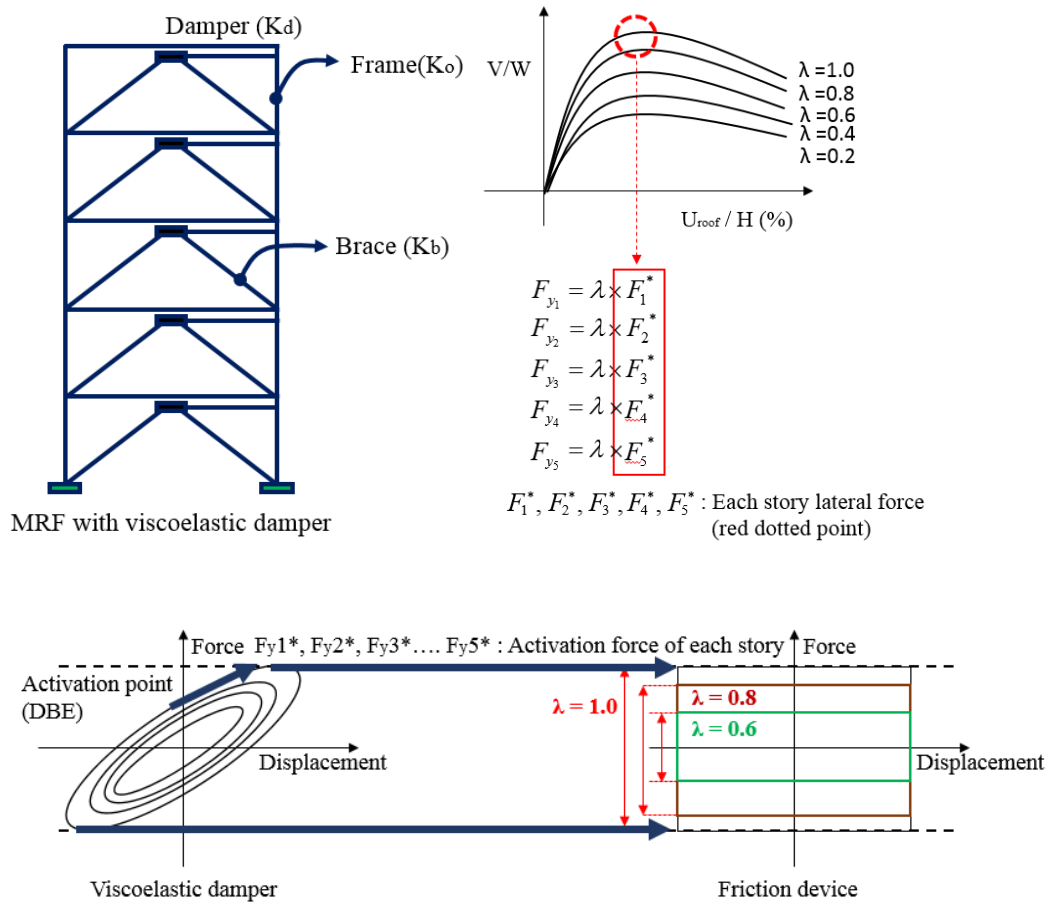 Damper (Kd)
Frame(Ko)
Brace (Kb)
MRF with viscoelastic damper
V/W
λ =1.0
λ =0.8
λ =0.6
λ =0.4
λ =0.2
Uroof / H (%)
Fy1 = λ × F1*
Fy2 = λ × F2*
Fy3 = λ × F3*
Fy4 = λ × F4*
Fy5 = λ × F5*
F1*, F2*, F3*, F4*, F5* : Each story lateral force
(red dotted point)
Force Fy1*, Fy2*, Fy3*.... Fy5* : Activation force of each story
Force
Activation point
(DBE)
λ = 1.0
λ = 0.8
λ = 0.6
Displacement
Displacement
Viscoelastic damper
Friction device